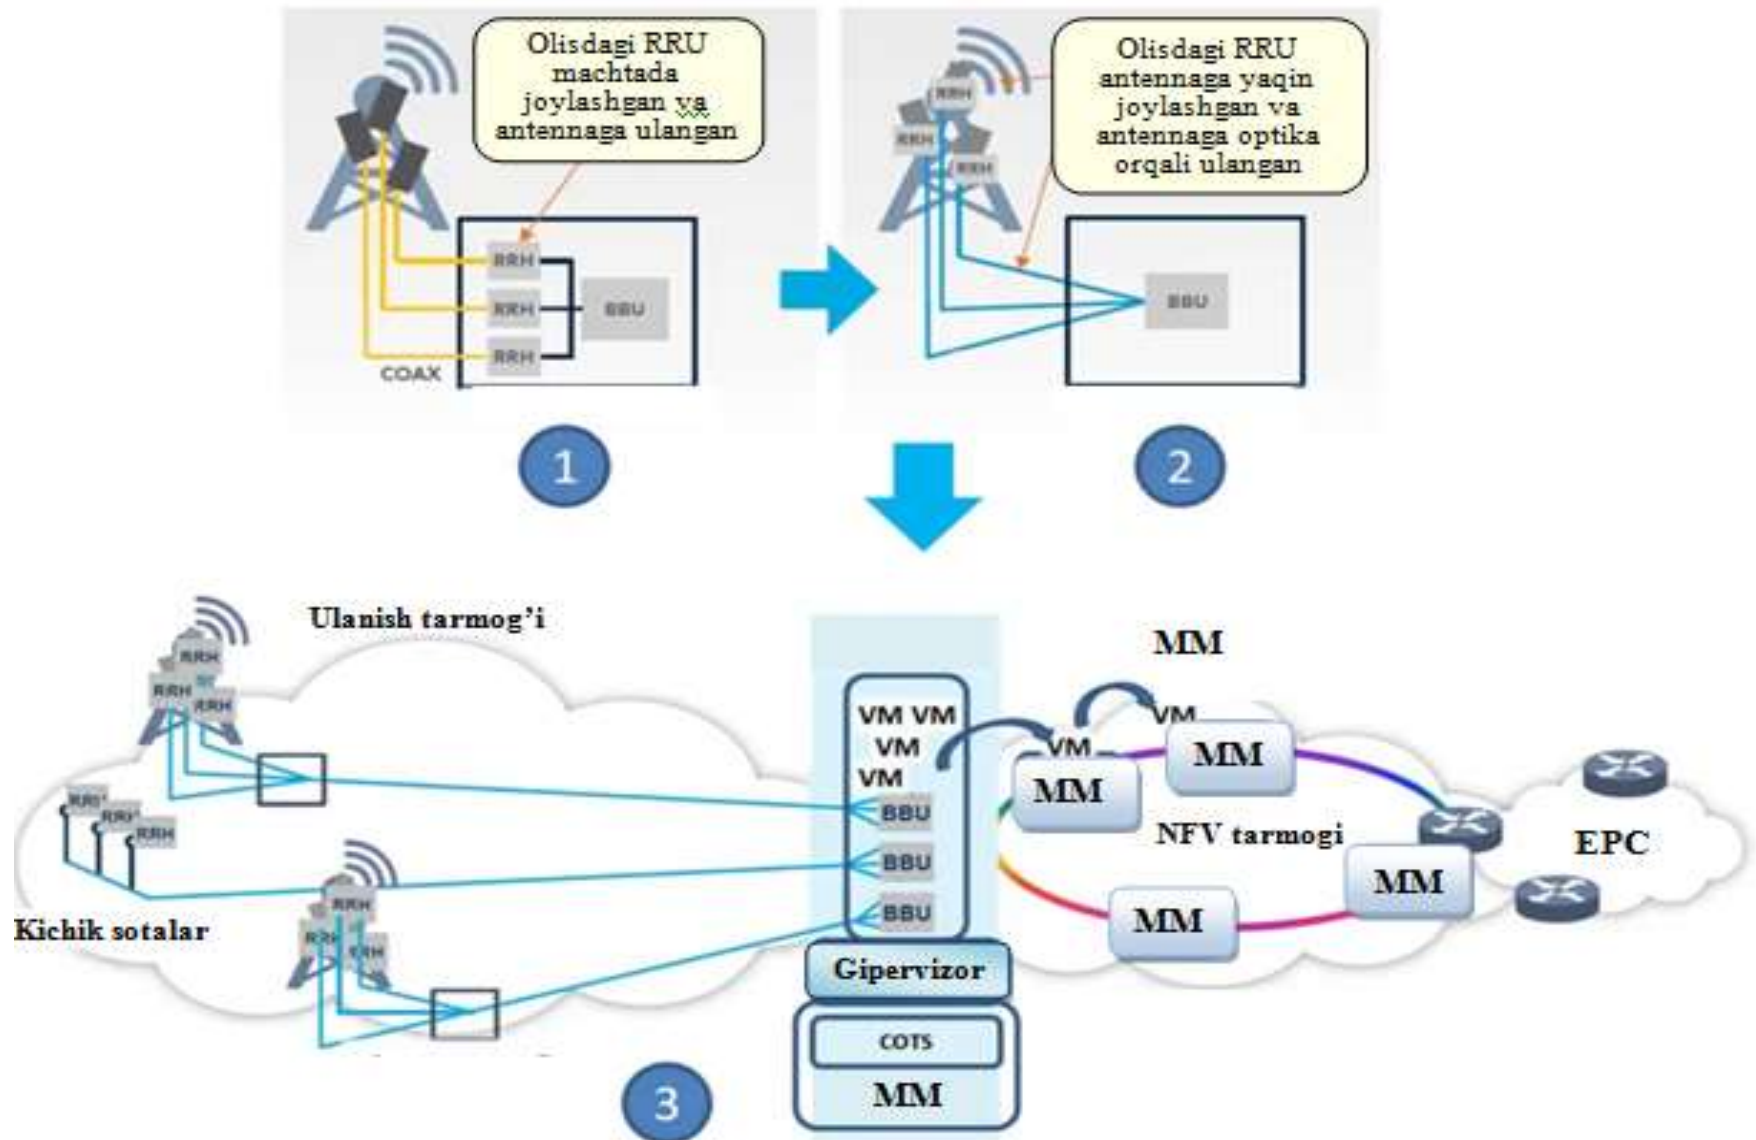 Olisdagi RRU
machtada
joylashgan va
antennaga ulangan
RRH
RRH
RRH
BBU
COAX
1
Olisdagi RRU
antennaga yaqin
joylashgan va
antennaga optika
orqali ulangan
RRH
RRH
RRH
BBU
2
Ulanish tarmog'i
RRH
RRH
RRH
RRH
Kichik sotalar
RRH
VM VM
VM
VM
BBU
BBU
BBU
Gipervizor
COTS
MM
MM
VM
VM
MM
MM
NFV tarmogi
MM
MM
EPC
3